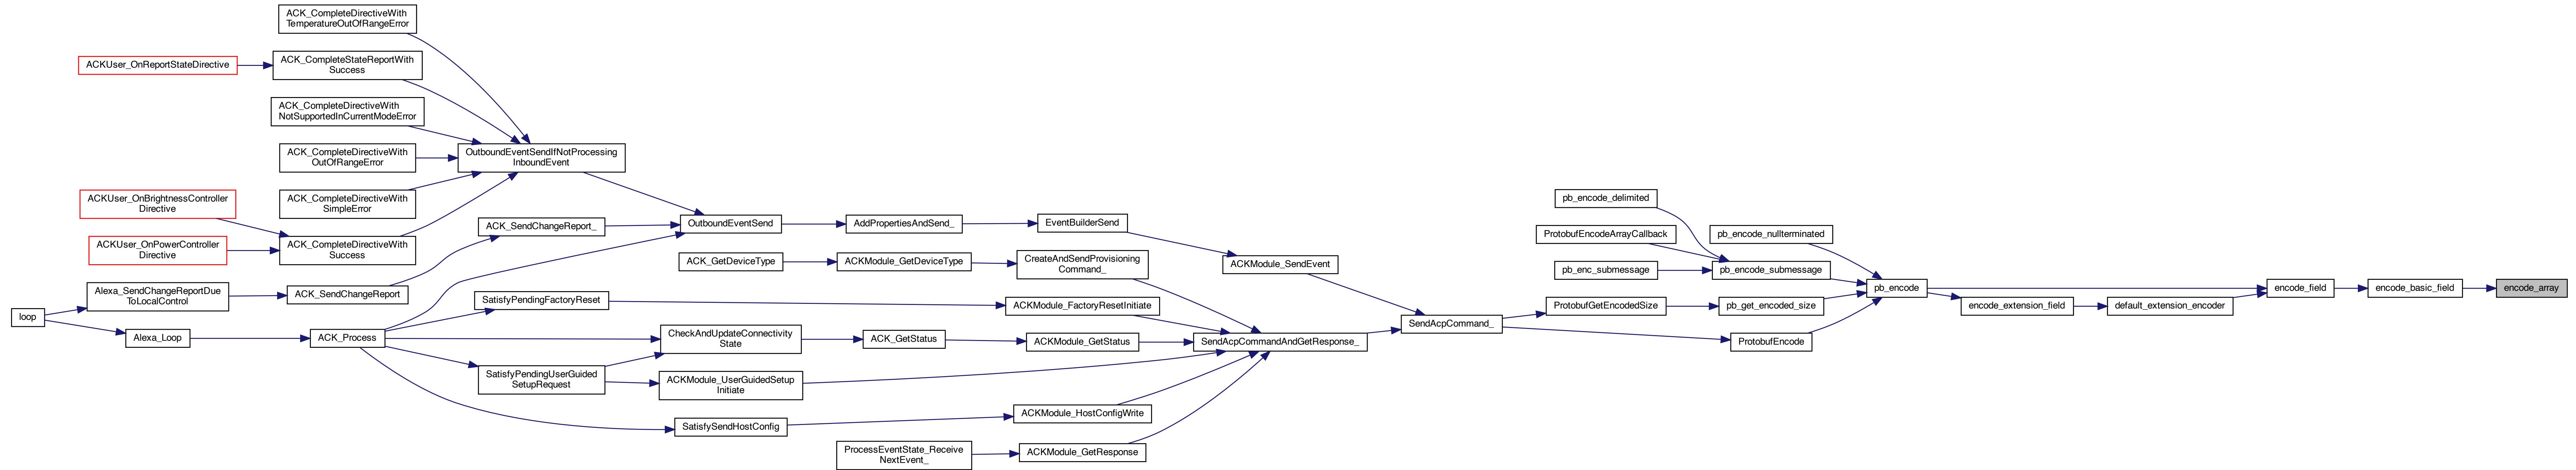 ACK_CompleteDirectiveWith
TemperatureOutOfRangeError
ACKUser_OnReportStateDirective
ACK_CompleteStateReportWith
Success
ACK_CompleteDirectiveWith
NotSupportedInCurrentModeError
ACK_CompleteDirectiveWith
OutOfRangeError
OutboundEventSendIfNotProcessing
InboundEvent
ACKUser_OnBrightnessController
Directive
ACK_CompleteDirectiveWith
SimpleError
ACKUser_OnPowerController
Directive
ACK_CompleteDirectiveWith
Success
ACK_SendChangeReport_
OutboundEventSend
AddPropertiesAndSend_
EventBuilderSend
ACK_GetDeviceType
ACKModule_GetDeviceType
CreateAndSendProvisioning
Command_
ACKModule_SendEvent
loop
Alexa_SendChangeReportDue
ToLocalControl
ACK_SendChangeReport
SatisfyPendingFactoryReset
ACKModule_FactoryResetInitiate
Alexa_Loop
ACK_Process
CheckAndUpdateConnectivity
State
ACK_GetStatus
ACKModule_GetStatus
SendAcpCommandAndGetResponse_
SendAcpCommand_
SatisfyPendingUserGuided
SetupRequest
ACKModule_UserGuidedSetup
Initiate
SatisfySendHostConfig
ACKModule_HostConfigWrite
ProcessEventState_Receive
NextEvent_
ACKModule_GetResponse
pb_encode_delimited
ProtobufEncodeArrayCallback
pb_enc_submessage
pb_encode_nullterminated
pb_encode_submessage
ProtobufGetEncodedSize
pb_get_encoded_size
ProtobufEncode
pb_encode
encode_extension_field
default_extension_encoder
encode_field
encode_basic_field
encode_array